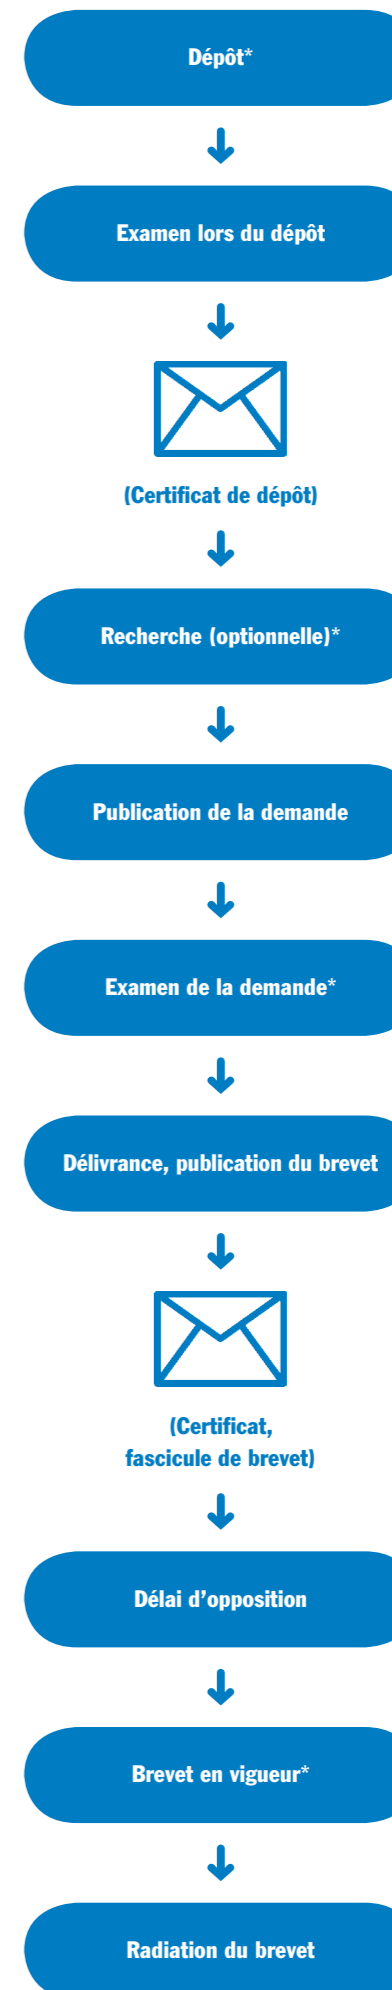 Dépôt*
Examen lors du dépôt
(Certificat de dépôt)
Recherche (optionnelle)*
Publication de la demande
Examen de la demande*
Délivrance, publication du brevet
(Certificat,
fascicule de brevet)
Délai d’opposition
Brevet en vigueur*
Radiation du brevet